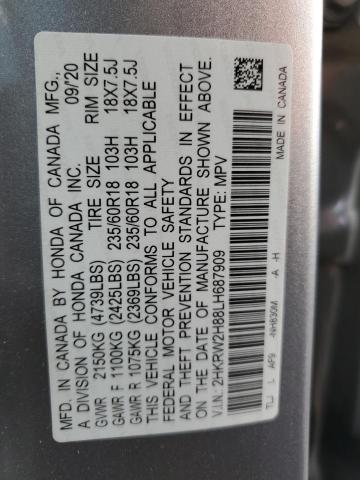 MFD. IN CANADA BY HONDA OF CANADA MFG.,
A DIVISION OF HONDA CANADA INC. 09/20
TIRE SIZE RIM SIZE
GVWR 2150KG (4739LBS)
GAWR F 1100KG (2425LBS) 235/60R18 103H 18X7.5J
GAWR R 1075KG (2369LBS) 235/60R18 103H 18X7.5J
THIS VEHICLE CONFORMS TO ALL APPLICABLE
FEDERAL MOTOR VEHICLE SAFETY
AND THEFT PREVENTION STANDARDS IN EFFECT
ON THE DATE OF MANUFACTURE SHOWN ABOVE.
V.I.N.: 2HKRW2H88LH687909 TYPE: MPV
TLA L AP9 -NH830M -A -H
MADE IN CANADA